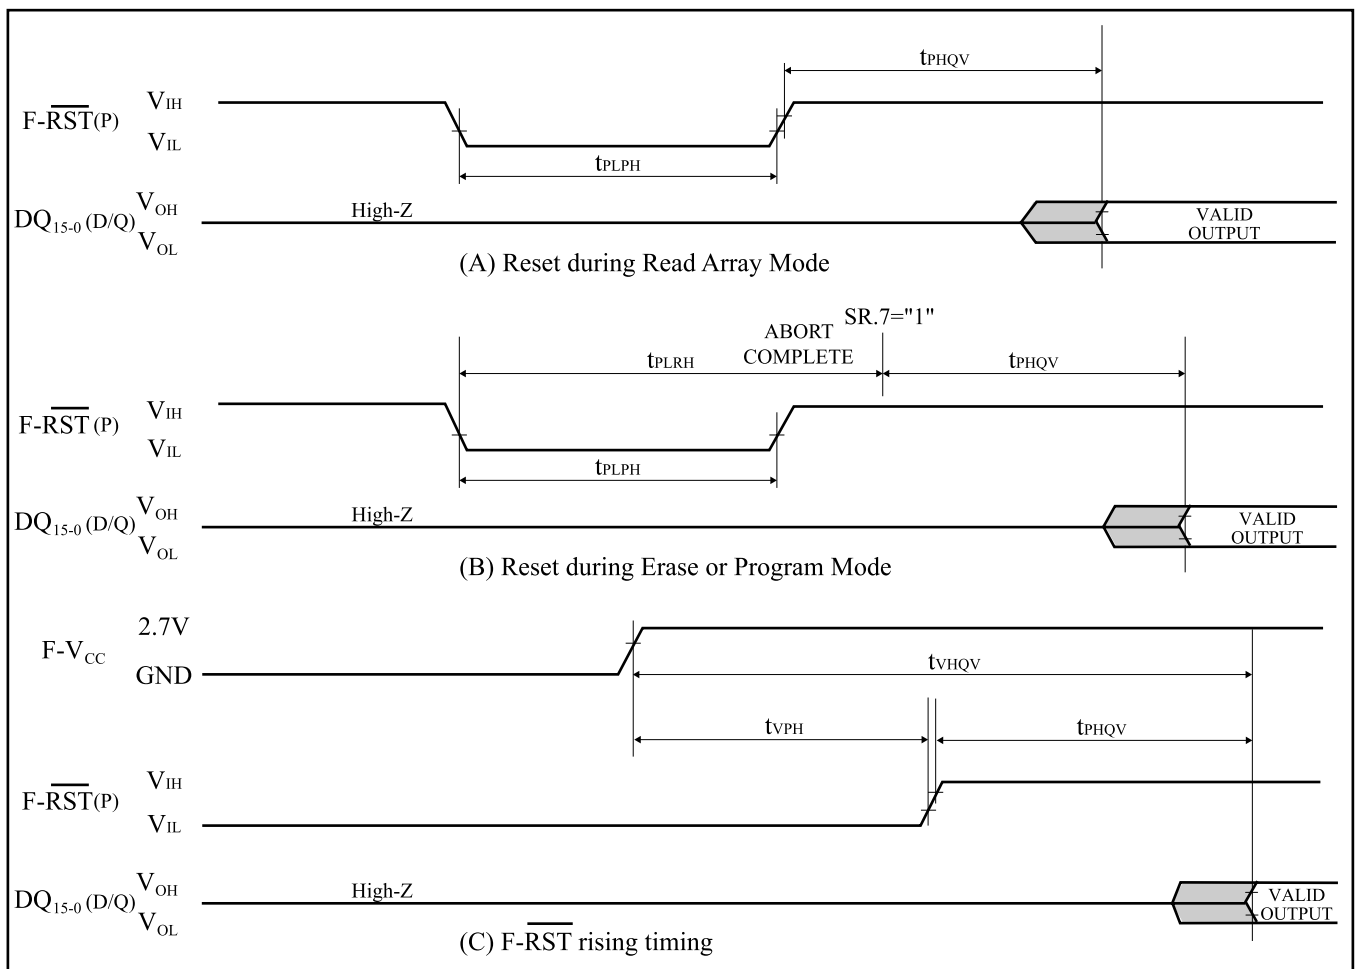 tPHQV
VIH
F-RST(P)
VIL
tPLPH
VOH
DQ15-0 (D/Q)
High-Z
VOL
VALID
OUTPUT
(A) Reset during Read Array Mode
SR.7="1"
ABORT
COMPLETE
tPLRH
tPHQV
VIH
F-RST (P)
VIL
tPLPH
VOH
DQ15-0 (D/Q)
High-Z
VOL
VALID
OUTPUT
(B) Reset during Erase or Program Mode
2.7V
F-VCC
GND
tVHQV
tVPH
tPHQV
VIH
F-RST(P)
VIL
VOH
DQ15-0 (D/Q)
High-Z
VOL
VALID
OUTPUT
(C) F-RST rising timing